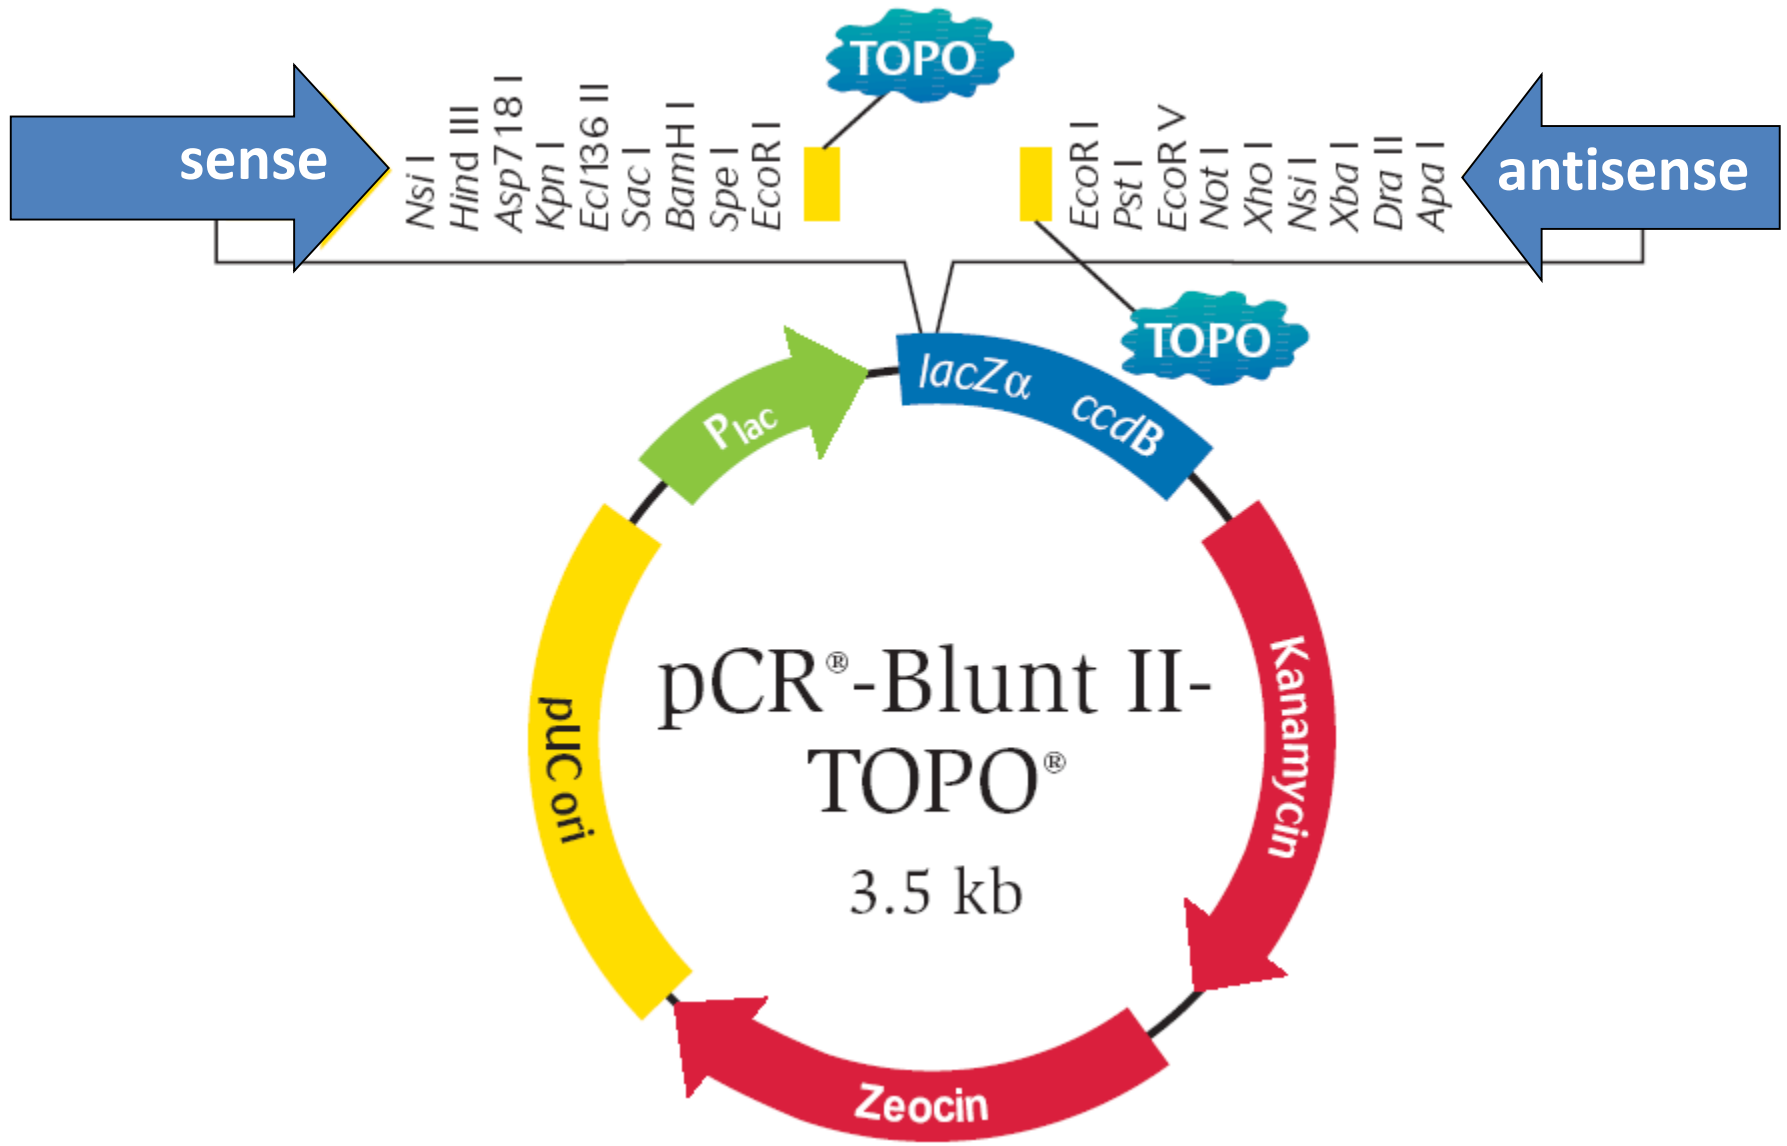 TOPO
sense
Nsi I
Hind III
Asp718 I
Kpn I
Ecl136 II
Sac I
BamH I
Spe I
EcoR I
EcoR I
Pst I
EcoR V
Not I
Xho I
Nsi I
Xba I
Dra II
Apa I
antisense
TOPO
Plac
lacZα ccdB
Kanamycin
pCR®-Blunt II-
TOPO®
3.5 kb
pUC ori
Zeocin